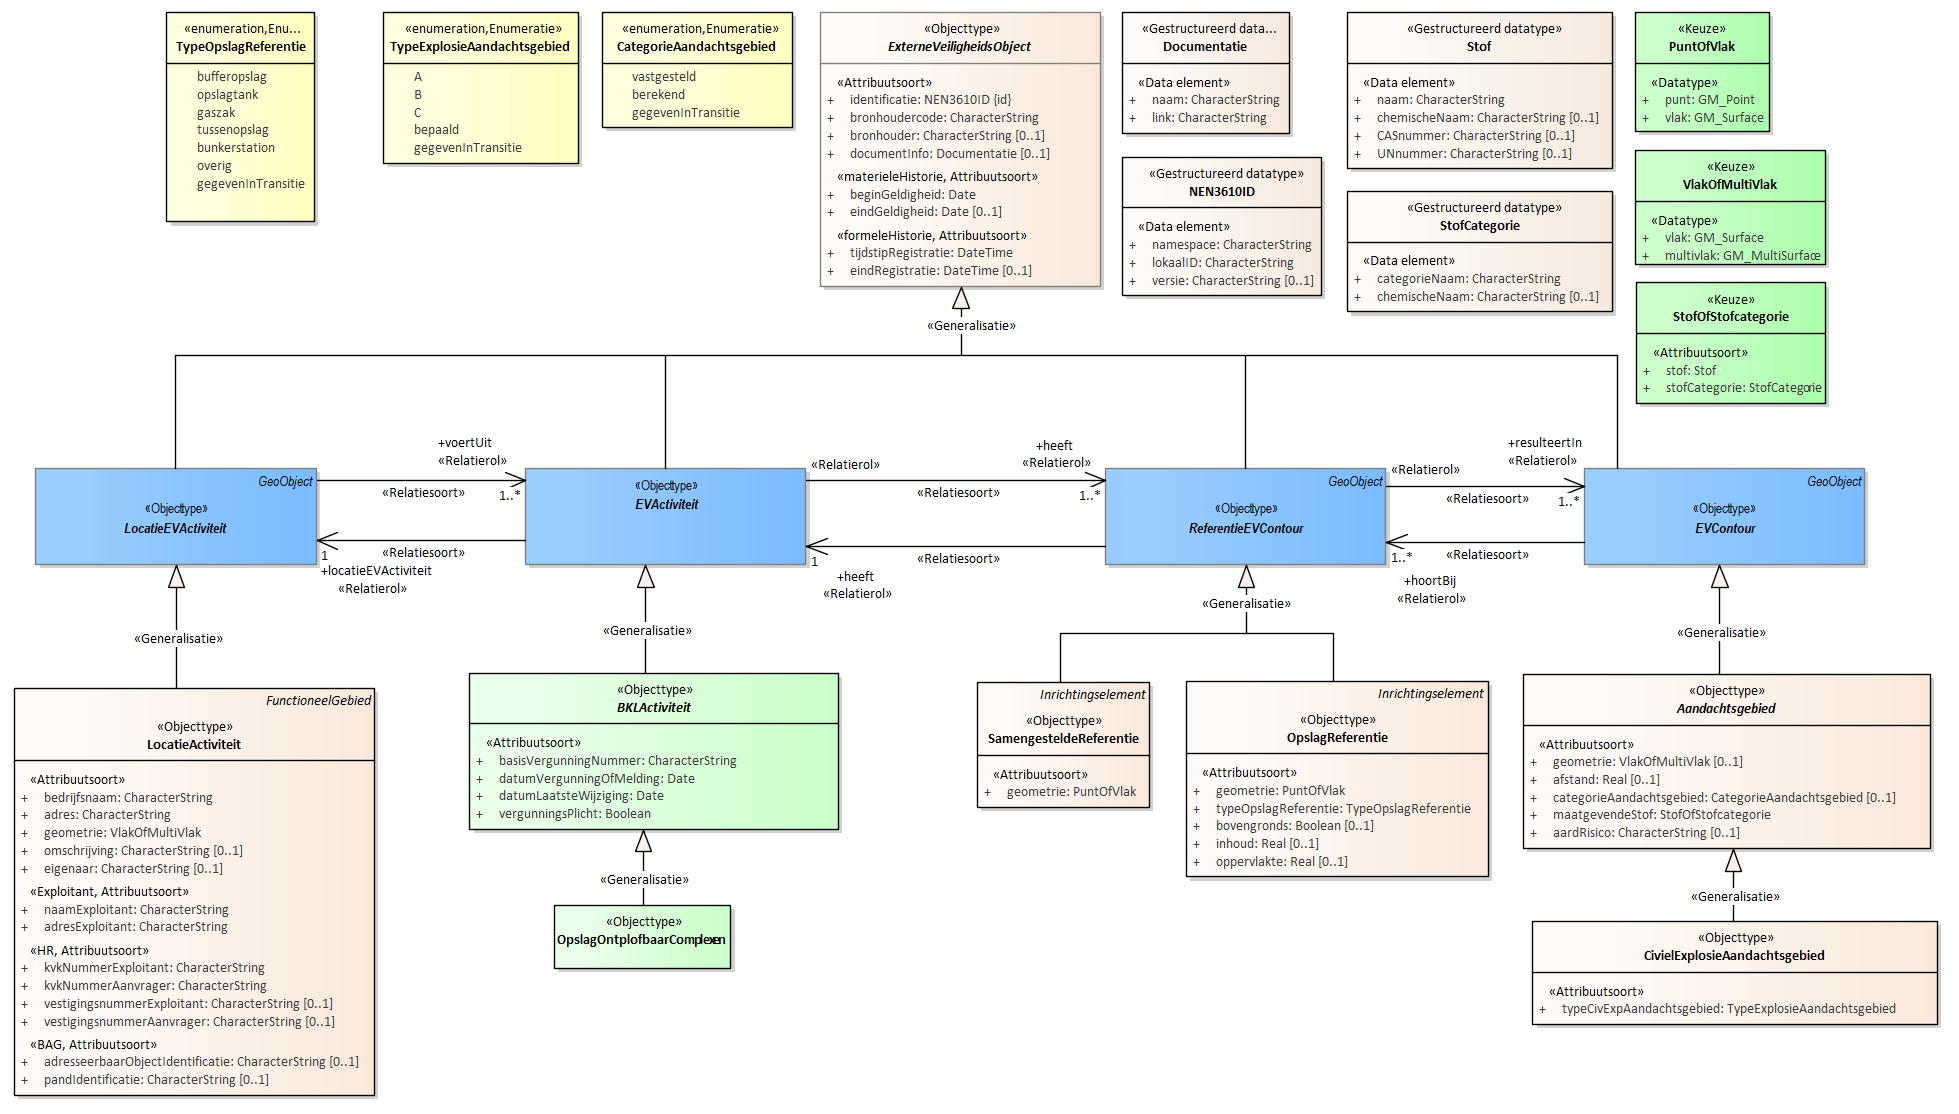 «enumeration,Enu...
TypeOpslagReferentie
bufferopslag
opslagtank
gaszak
tussenopslag
bunkerstation
overig
gegevenInTransitie
«enumeration,Enumeratie»
TypeExplosieAandachtsgebied
A
B
C
bepaald
gegevenInTransitie
«enumeration,Enumeratie»
CategorieAandachtsgebied
vastgesteld
berekend
gegevenInTransitie
«Objecttype»
ExterneVeiligheidsObject
«Attribuutsoort»
+ identificatie: NEN3610ID {id}
+ bronhoudercode: CharacterString
+ bronhouder: CharacterString [0..1]
+ documentInfo: Documentatie [0..1]
«materieleHistorie, Attribuutsoort»
+ beginGeldigheid: Date
+ eindGeldigheid: Date [0..1]
«formeleHistorie, Attribuutsoort»
+ tijdstipRegistratie: DateTime
+ eindRegistratie: DateTime [0..1]
«Gestructureerd data...
Documentatie
«Data element»
+ naam: CharacterString
+ link: CharacterString
«Gestructureerd datatype»
NEN3610ID
«Data element»
+ namespace: CharacterString
+ lokaalID: CharacterString
+ versie: CharacterString [0..1]
«Gestructureerd datatype»
Stof
«Data element»
+ naam: CharacterString
+ chemischeNaam: CharacterString [0..1]
+ CASnummer: CharacterString [0..1]
+ UNnummer: CharacterString [0..1]
«Gestructureerd datatype»
StofCategorie
«Data element»
+ categorieNaam: CharacterString
+ chemischeNaam: CharacterString [0..1]
«Keuze»
PuntOfVlak
«Datatype»
+ punt: GM_Point
+ vlak: GM_Surface
«Keuze»
VlakOfMultiVlak
«Datatype»
+ vlak: GM_Surface
+ multivlak: GM_MultiSurface
«Keuze»
StofOfStofcategorie
«Attribuutsoort»
+ stof: Stof
+ stofCategorie: StofCategorie
«Generalisatie»
GeoObject
«Objecttype»
LocatieEVActiviteit
+voertUit
«Relatierol»
«Relatiesoort»
1..*
«Relatiesoort»
1
+locatieEVActiviteit
«Relatierol»
«Objecttype»
EVActiviteit
«Relatierol»
+heeft
«Relatierol»
«Relatiesoort»
1..*
«Relatiesoort»
1
+heeft
«Relatierol»
GeoObject
«Objecttype»
ReferentieEVContour
«Relatierol»
+resulteertIn
«Relatierol»
«Relatiesoort»
1..*
«Relatiesoort»
1..*
+hoortBij
«Relatierol»
GeoObject
«Objecttype»
EVContour
«Generalisatie»
«Generalisatie»
«Generalisatie»
«Generalisatie»
FunctioneelGebied
«Objecttype»
LocatieActiviteit
«Attribuutsoort»
+ bedrijfsnaam: CharacterString
+ adres: CharacterString
+ geometrie: VlakOfMultiVlak
+ omschrijving: CharacterString [0..1]
+ eigenaar: CharacterString [0..1]
«Exploitant, Attribuutsoort»
+ naamExploitant: CharacterString
+ adresExploitant: CharacterString
«HR, Attribuutsoort»
+ kvkNummerExploitant: CharacterString
+ kvkNummerAanvrager: CharacterString
+ vestigingsnummerExploitant: CharacterString [0..1]
+ vestigingsnummerAanvrager: CharacterString [0..1]
«BAG, Attribuutsoort»
+ adresseerbaarObjectIdentificatie: CharacterString [0..1]
+ pandIdentificatie: CharacterString [0..1]
«Objecttype»
BKLActiviteit
«Attribuutsoort»
+ basisVergunningNummer: CharacterString
+ datumVergunningOfMelding: Date
+ datumLaatsteWijziging: Date
+ vergunningsPlicht: Boolean
«Generalisatie»
«Objecttype»
OpslagOntplofbaarComplexen
Inrichtingselement
«Objecttype»
SamengesteldeReferentie
«Attribuutsoort»
+ geometrie: PuntOfVlak
Inrichtingselement
«Objecttype»
OpslagReferentie
«Attribuutsoort»
+ geometrie: PuntOfVlak
+ typeOpslagReferentie: TypeOpslagReferentie
+ bovengronds: Boolean [0..1]
+ inhoud: Real [0..1]
+ oppervlakte: Real [0..1]
«Objecttype»
Aandachtsgebied
«Attribuutsoort»
+ geometrie: VlakOfMultiVlak [0..1]
+ afstand: Real [0..1]
+ categorieAandachtsgebied: CategorieAandachtsgebied [0..1]
+ maatgevendeStof: StofOfStofcategorie
+ aardRisico: CharacterString [0..1]
«Generalisatie»
«Objecttype»
CivielExplosieAandachtsgebied
«Attribuutsoort»
+ typeCivExpAandachtsgebied: TypeExplosieAandachtsgebied